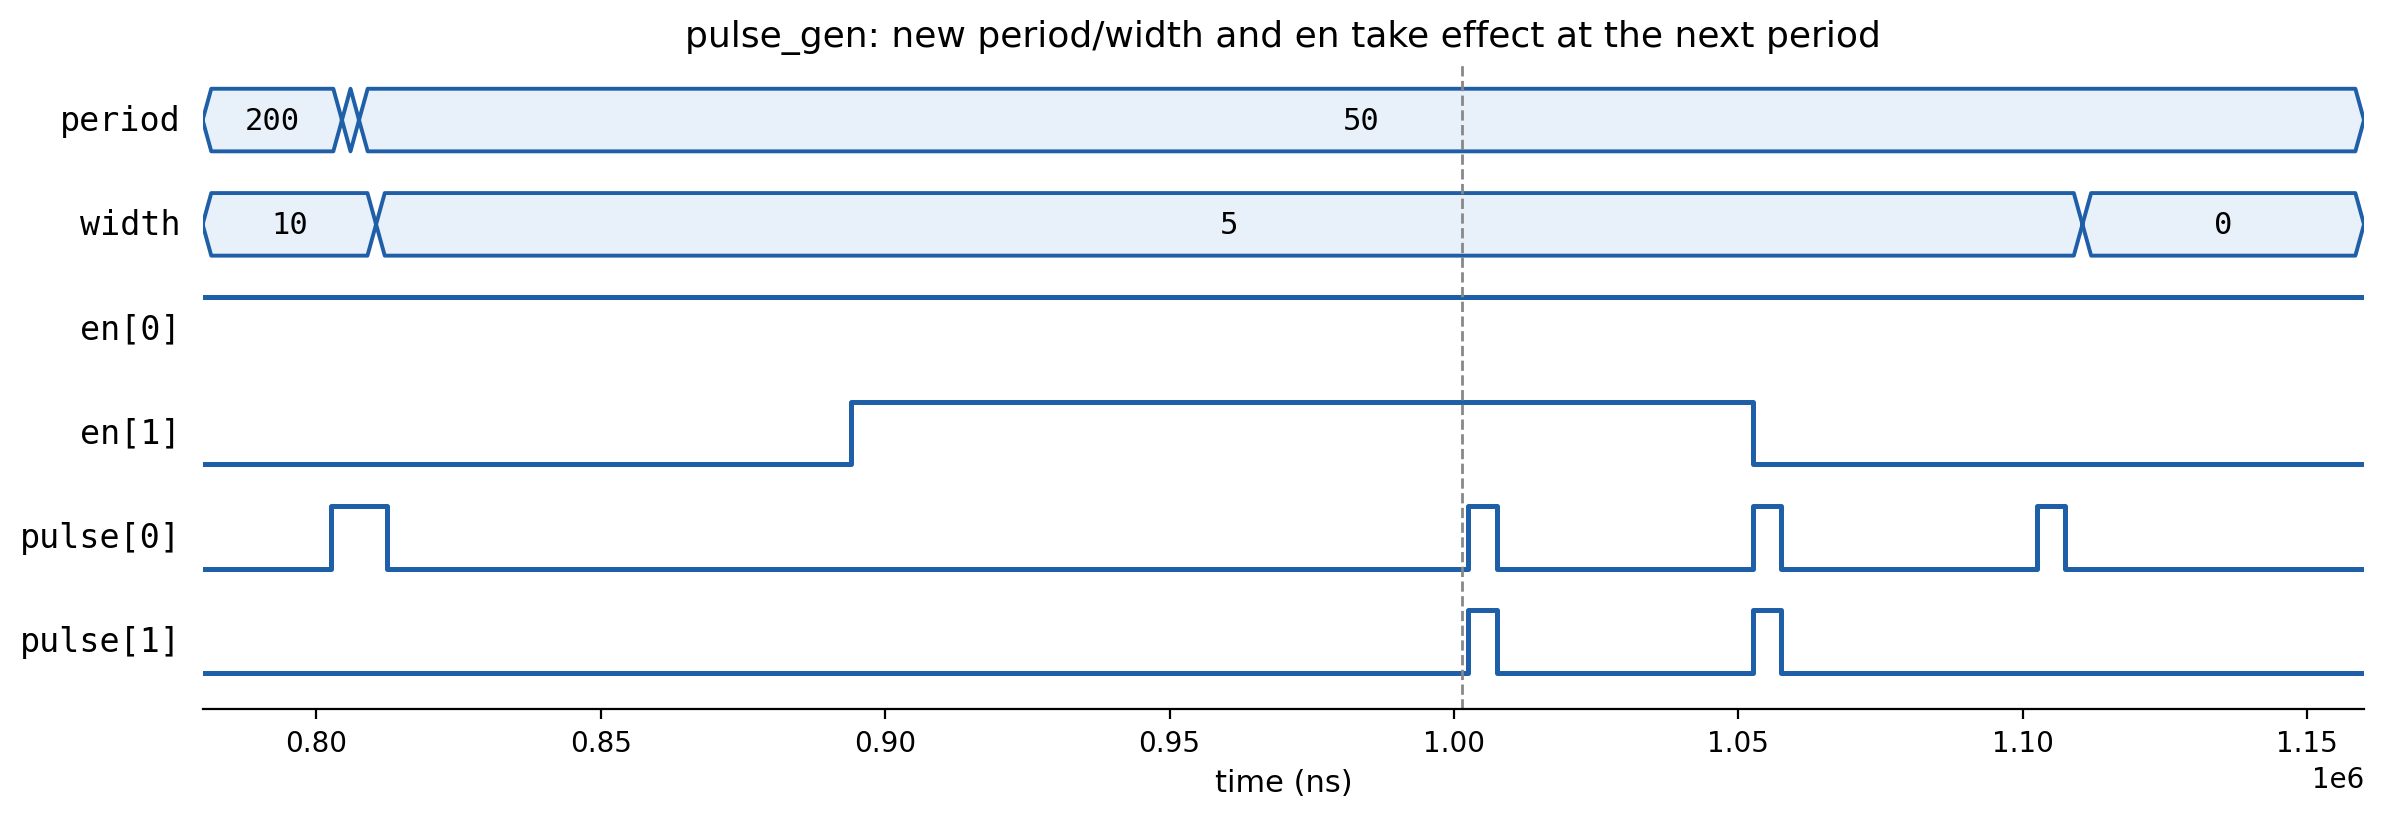 pulse_gen: new period/width and en take effect at the next period
period 200 50
width 10 5 0
en[0]
en[1]
pulse[0]
pulse[1]
0.80 0.85 0.90 0.95 1.00 1.05 1.10 1.15
time (ns) 1e6